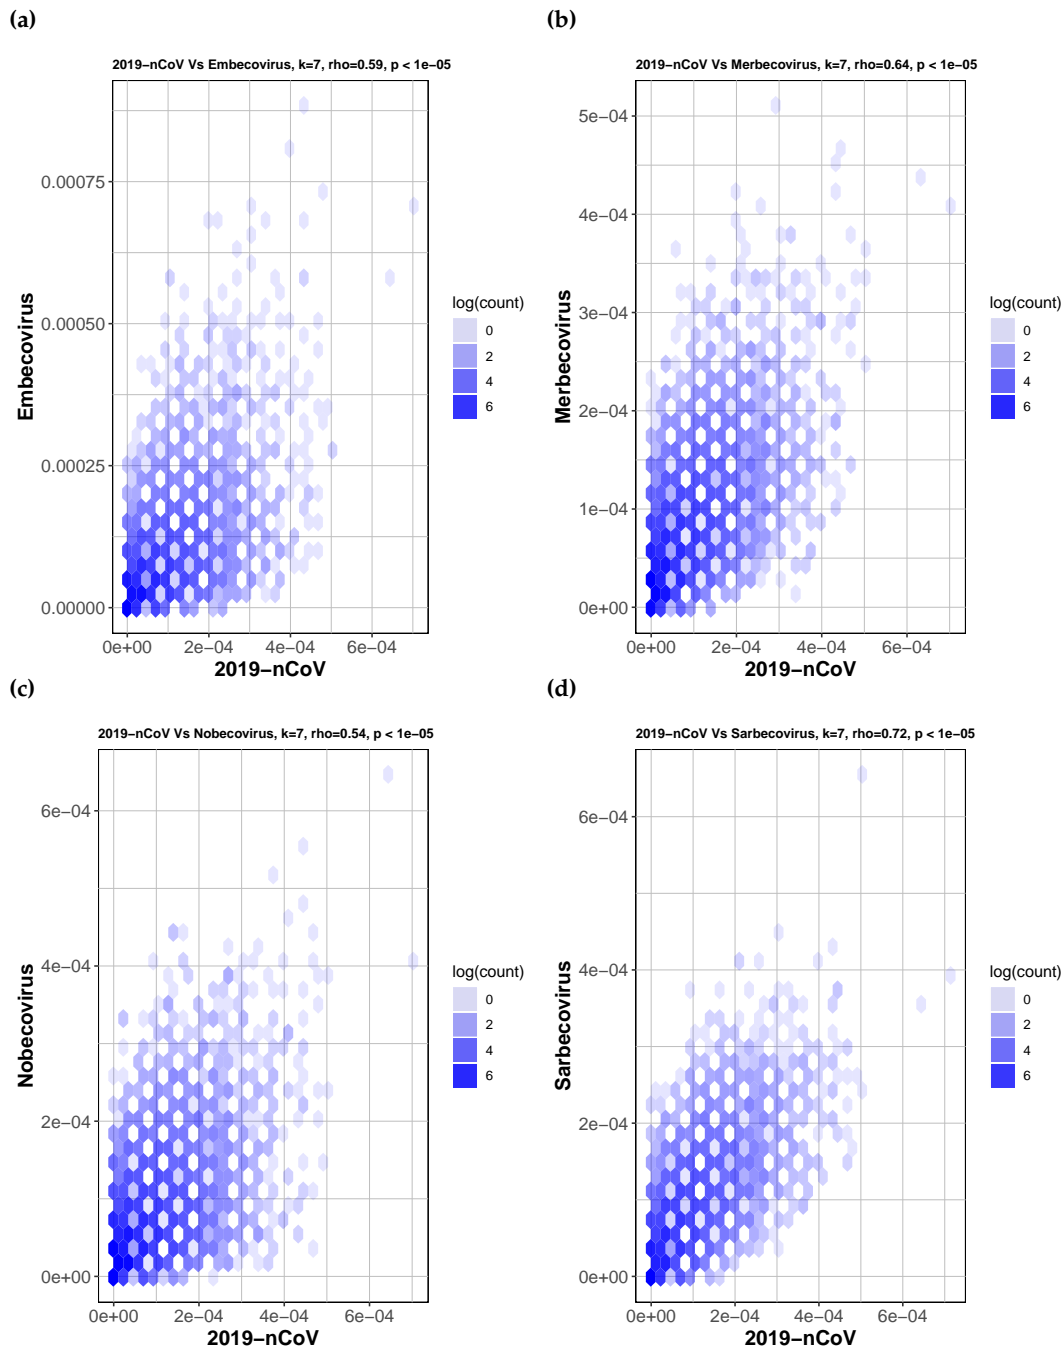 (a)
(b)
2019−nCoV Vs Embecovirus, k=7, rho=0.59, p < 1e−05
2019−nCoV Vs Merbecovirus, k=7, rho=0.64, p < 1e−05
Embecovirus
0.00075
0.00050
0.00025
0.00000
0e+00
2e−04
4e−04
6e−04
2019−nCoV
log(count)
0
2
4
6
Merbecovirus
5e−04
4e−04
3e−04
2e−04
1e−04
0e+00
0e+00
2e−04
4e−04
6e−04
2019−nCoV
log(count)
0
2
4
6
(c)
(d)
2019−nCoV Vs Nobecovirus, k=7, rho=0.54, p < 1e−05
2019−nCoV Vs Sarbecovirus, k=7, rho=0.72, p < 1e−05
Nobecovirus
6e−04
4e−04
2e−04
0e+00
0e+00
2e−04
4e−04
6e−04
2019−nCoV
log(count)
0
2
4
6
Sarbecovirus
6e−04
4e−04
2e−04
0e+00
0e+00
2e−04
4e−04
6e−04
2019−nCoV
log(count)
0
2
4
6